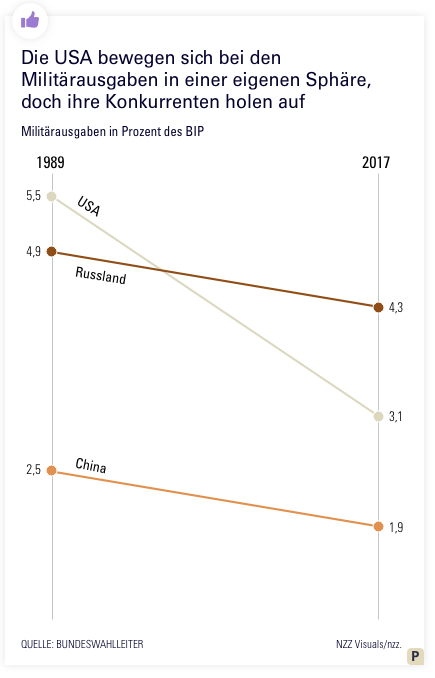 Die USA bewegen sich bei den
Militärausgaben in einer eigenen Sphäre,
doch ihre Konkurrenten holen auf
Militärausgaben in Prozent des BIP
1989 2017
5,5 USA
4,9
Russland
4,3
3,1
China
2,5
1,9
QUELLE: BUNDESWAHLLEITER NZZ Visuals/nzz.
P